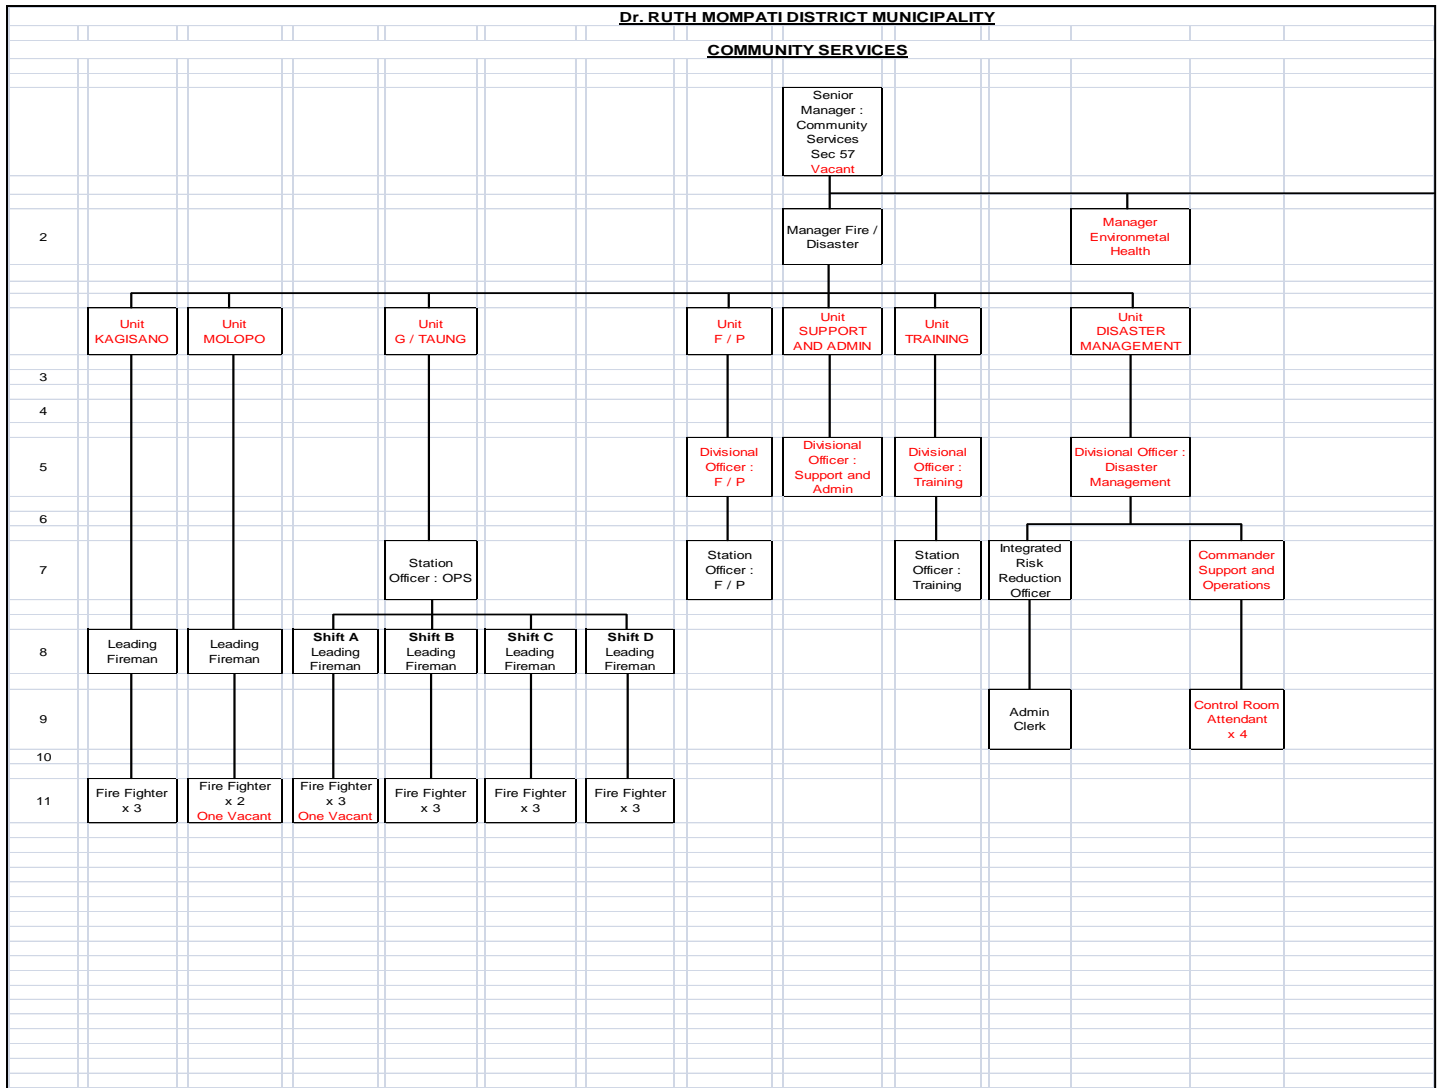 Dr. RUTH MOMPATI DISTRICT MUNICIPALITY
COMMUNITY SERVICES
Senior
Manager :
Community
Services
Sec 57
Vacant
2
Manager Fire /
Disaster
Manager
Environmetal
Health
Unit
KAGISANO
Unit
MOLOPO
Unit
G / TAUNG
Unit
F / P
Unit
SUPPORT
AND ADMIN
Unit
TRAINING
Unit
DISASTER
MANAGEMENT
3
4
5
Divisional
Officer :
F / P
Divisional
Officer :
Support and
Admin
Divisional
Officer :
Training
Divisional Officer :
Disaster
Management
6
7
Station
Officer : OPS
Station
Officer :
F / P
Station
Officer :
Training
Integrated
Risk
Reduction
Officer
Commander
Support and
Operations
8
Leading
Fireman
Leading
Fireman
Shift A
Leading
Fireman
Shift B
Leading
Fireman
Shift C
Leading
Fireman
Shift D
Leading
Fireman
9
Admin
Clerk
Control Room
Attendant
x 4
10
11
Fire Fighter
x 3
Fire Fighter
x 2
One Vacant
Fire Fighter
x 3
One Vacant
Fire Fighter
x 3
Fire Fighter
x 3
Fire Fighter
x 3